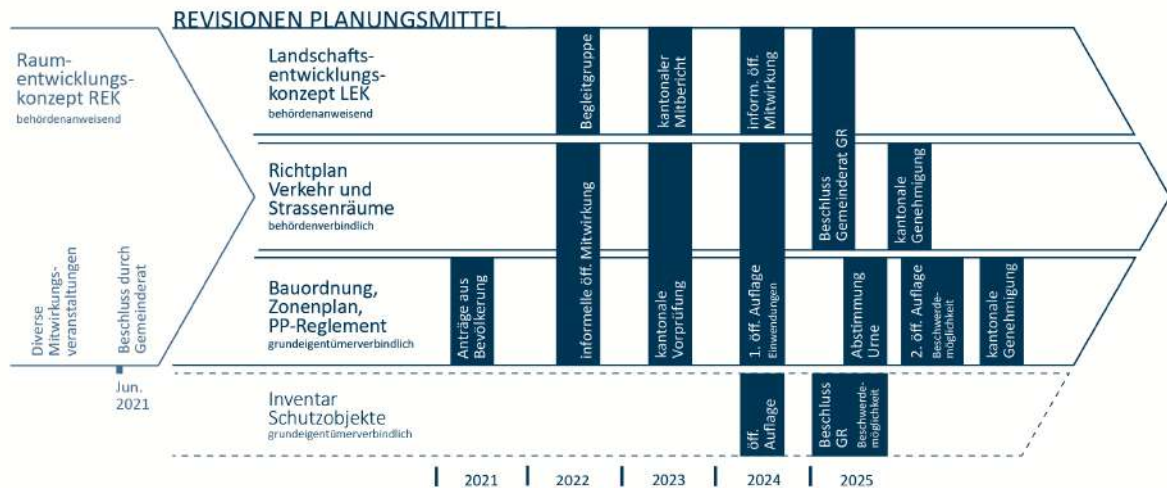 REVISIONEN PLANUNGSMITTEL
Raum-
entwicklungs-
konzept REK
behördenanweisend
Diverse
Mitwirkungs-
veranstaltungen
Beschluss durch
Gemeinderat
Jun.
2021
Landschafts-
entwicklungs-
konzept LEK
behördenanweisend
Begleitgruppe
kantonaler
Mitbericht
inform. öff.
Mitwirkung
Richtplan
Verkehr und
Strassenräume
behördenverbindlich
informelle öff. Mitwirkung
kantonale
Vorprüfung
1. öff. Auflage
Einwendungen
Beschluss
Gemeinderat GR
kantonale
Genehmigung
Bauordnung,
Zonenplan,
PP-Reglement
grundeigentümerverbindlich
Anträge aus
Bevölkerung
Abstimmung
Urne
2. öff. Auflage
Beschwerde-
möglichkeit
kantonale
Genehmigung
Inventar
Schutzobjekte
grundeigentümerverbindlich
öff.
Auflage
Beschluss
GR
Beschwerde-
möglichkeit
2021
2022
2023
2024
2025